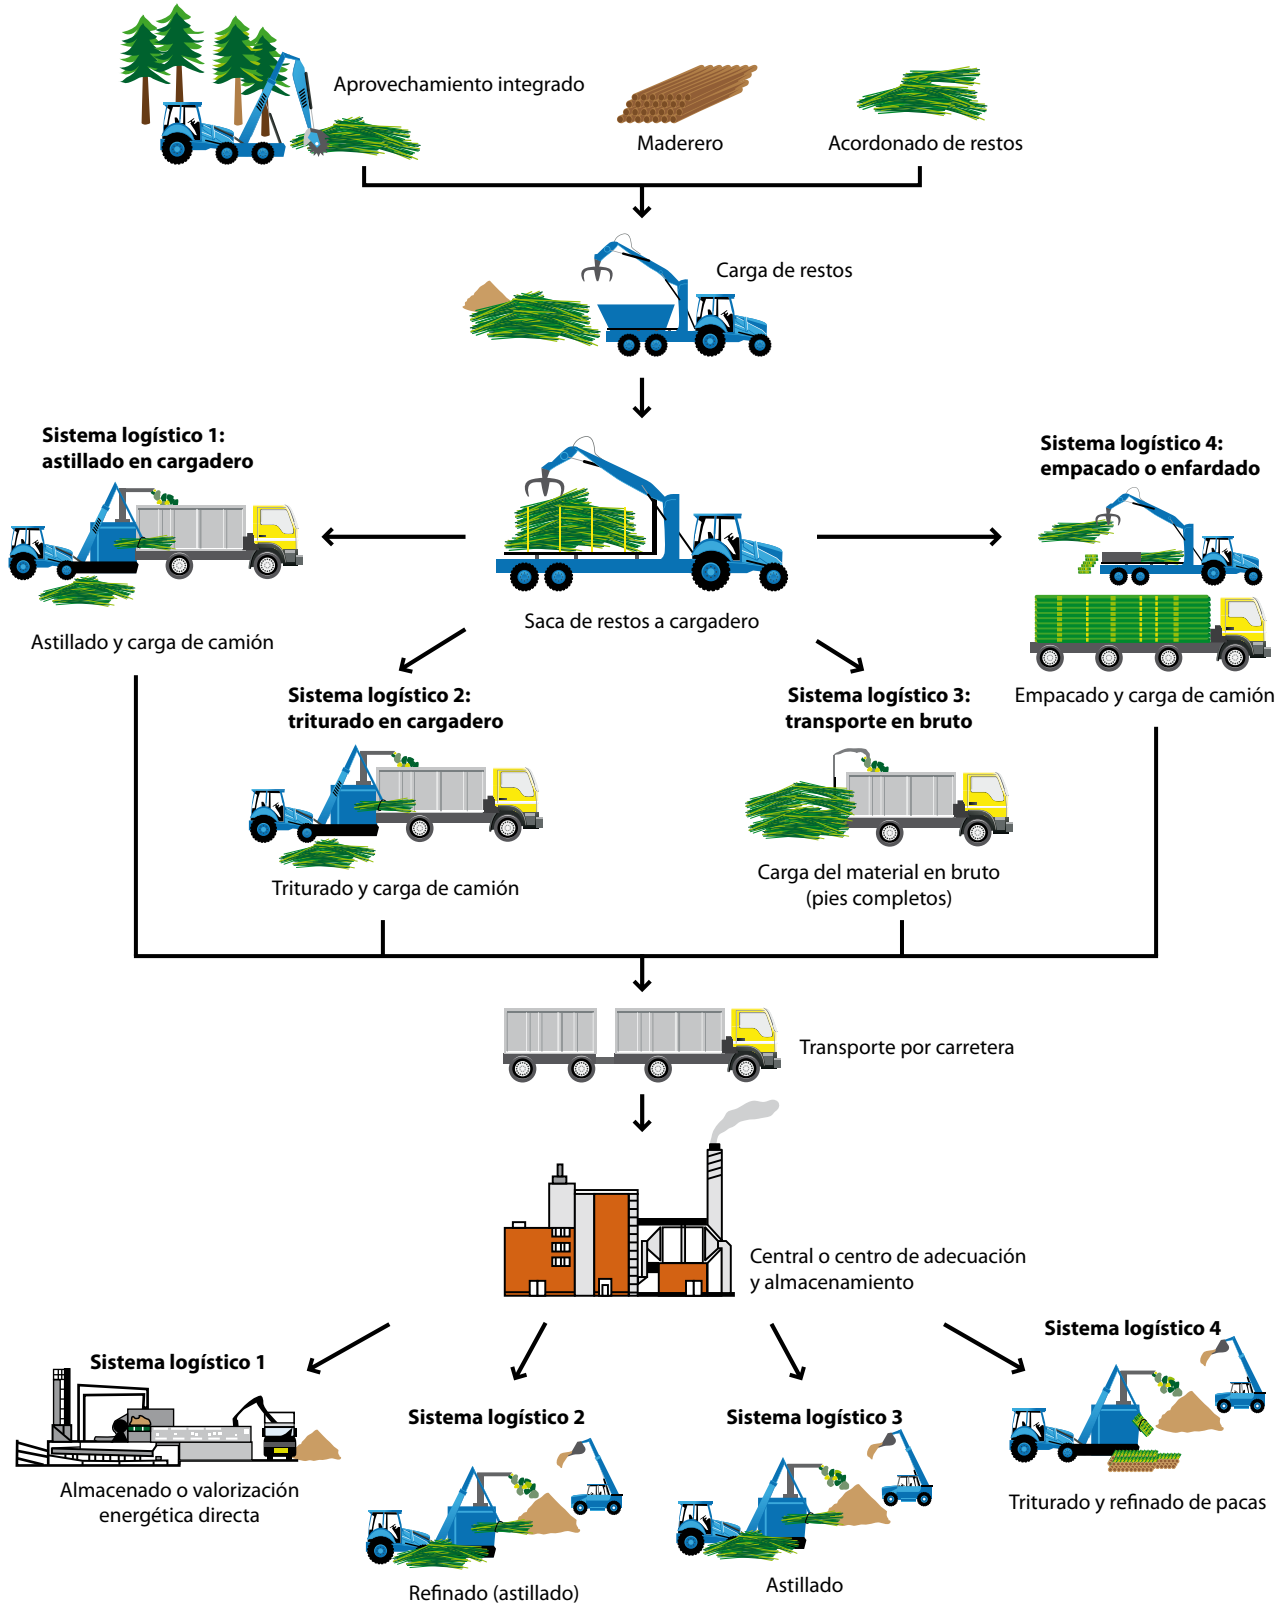 Aprovechamiento integrado
Maderero
Acordonado de restos
Carga de restos
Sistema logístico 1:
astillado en cargadero
Sistema logístico 4:
empacado o enfardado
Saca de restos a cargadero
Astillado y carga de camión
Empacado y carga de camión
Sistema logístico 2:
triturado en cargadero
Sistema logístico 3:
transporte en bruto
Triturado y carga de camión
Carga del material en bruto
(pies completos)
Transporte por carretera
Central o centro de adecuación
y almacenamiento
Sistema logístico 1
Almacenado o valorización
energética directa
Sistema logístico 2
Refinado (astillado)
Sistema logístico 3
Astillado
Sistema logístico 4
Triturado y refinado de pacas